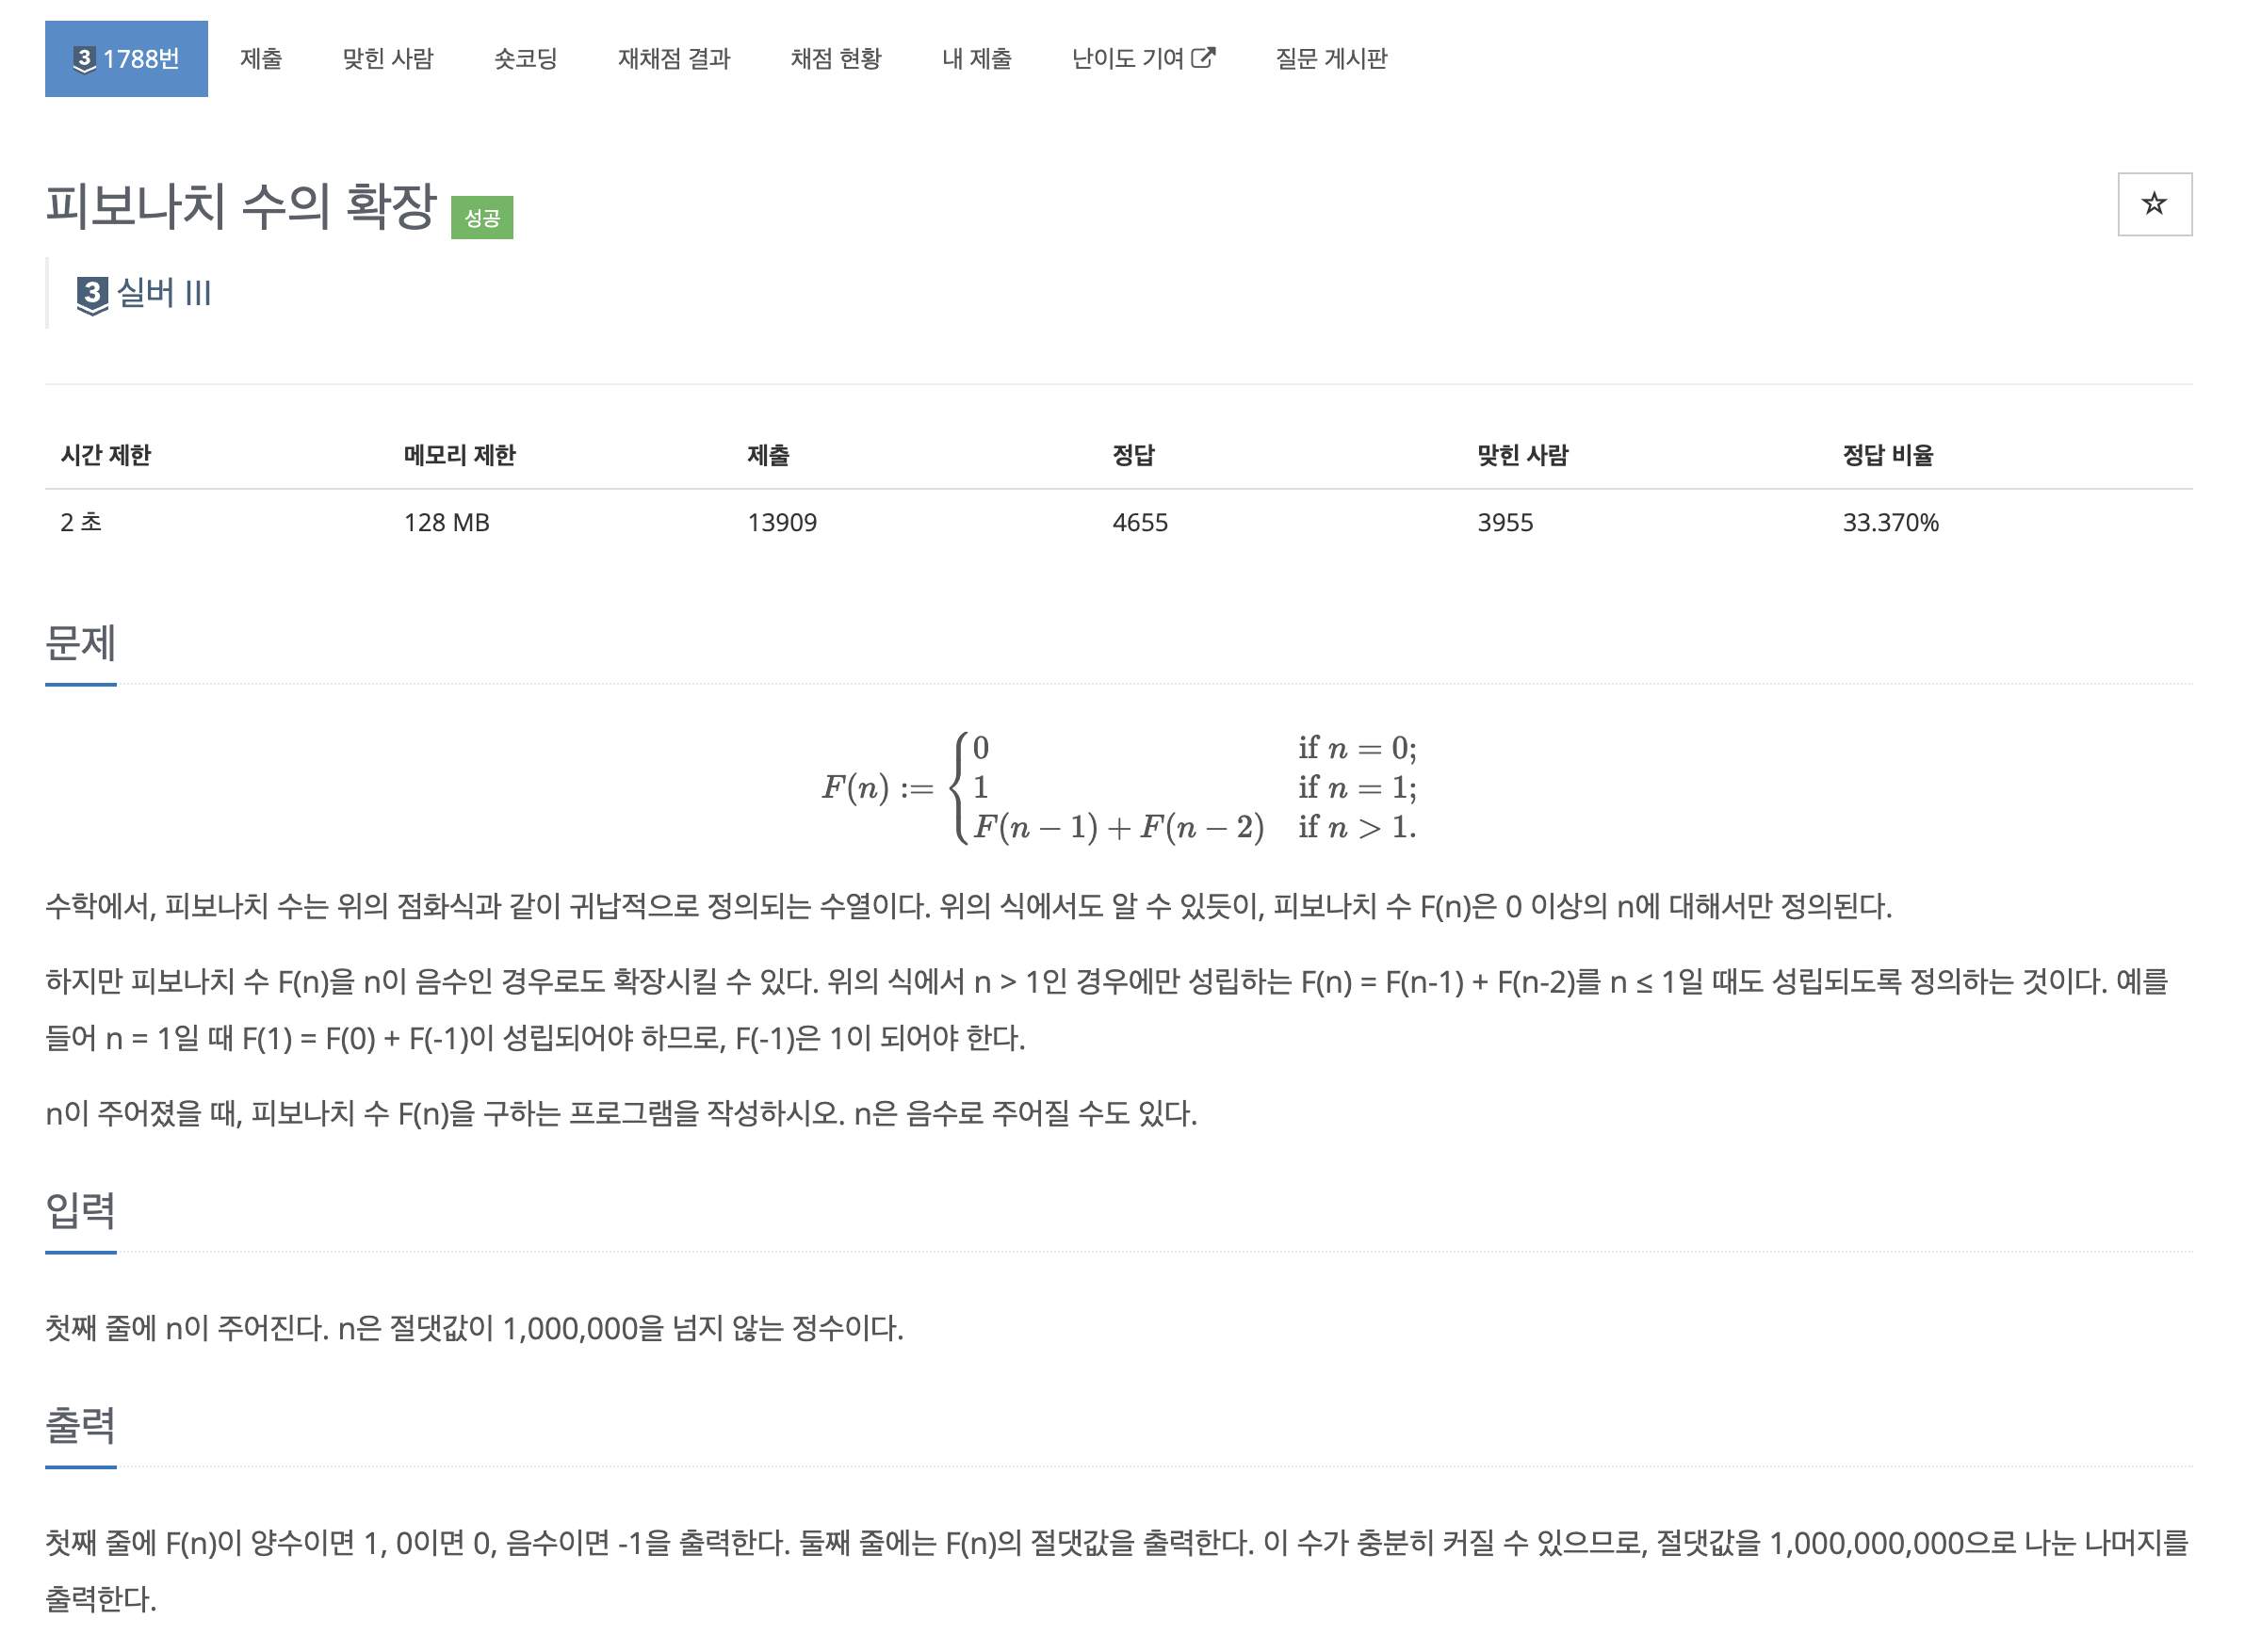 3 1788번 제출 맞힌 사람 숏코딩 재채점 결과 채점 현황 내 제출 난이도 기여 질문 게시판
피보나치 수의 확장 성공
3 실버 III
시간 제한 메모리 제한 제출 정답 맞힌 사람 정답 비율
2 초 128 MB 13909 4655 3955 33.370%
문제
0 if n = 0;
F(n) := { 1 if n = 1;
F(n − 1) + F(n − 2) if n > 1.
수학에서, 피보나치 수는 위의 점화식과 같이 귀납적으로 정의되는 수열이다. 위의 식에서도 알 수 있듯이, 피보나치 수 F(n)은 0 이상의 n에 대해서만 정의된다.
하지만 피보나치 수 F(n)을 n이 음수인 경우로도 확장시킬 수 있다. 위의 식에서 n > 1인 경우에만 성립하는 F(n) = F(n-1) + F(n-2)를 n ≤ 1일 때도 성립되도록 정의하는 것이다. 예를
들어 n = 1일 때 F(1) = F(0) + F(-1)이 성립되어야 하므로, F(-1)은 1이 되어야 한다.
n이 주어졌을 때, 피보나치 수 F(n)을 구하는 프로그램을 작성하시오. n은 음수로 주어질 수도 있다.
입력
첫째 줄에 n이 주어진다. n은 절댓값이 1,000,000을 넘지 않는 정수이다.
출력
첫째 줄에 F(n)이 양수이면 1, 0이면 0, 음수이면 -1을 출력한다. 둘째 줄에는 F(n)의 절댓값을 출력한다. 이 수가 충분히 커질 수 있으므로, 절댓값을 1,000,000,000으로 나눈 나머지를
출력한다.